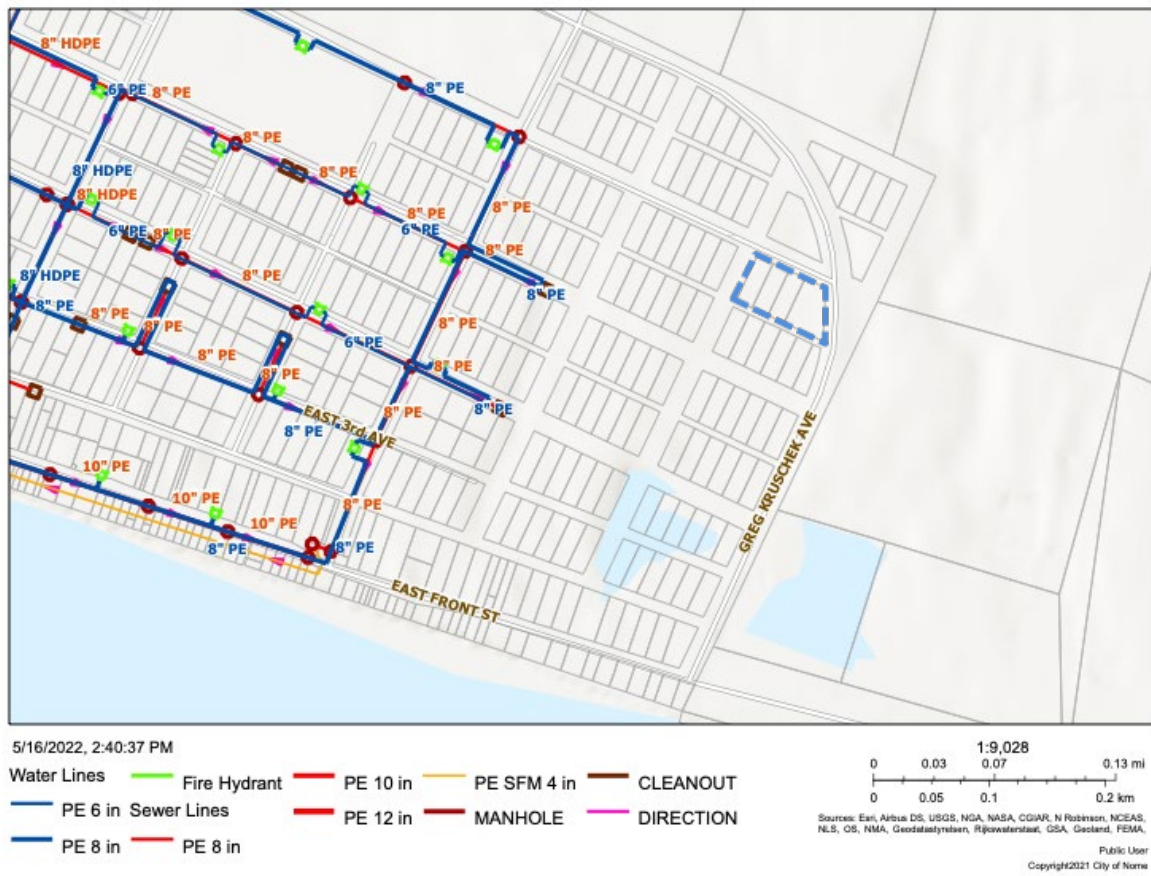 8" HDPE
8" PE
6" PE
8" PE
8" PE
8" PE
8" PE
8" HDPE
8" HDPE
8" PE
8" PE
6" PE
6" PE
8" PE
8" PE
8" PE
8" PE
8" HDPE
8" PE
8" PE
8" PE
8" PE
8" PE
6" PE
8" PE
8" PE
8" PE
8" PE
EAST 3rd AVE
8" PE
8" PE
GREG KRUSCHEK AVE
10" PE
10" PE
10" PE
8" PE
8" PE
8" PE
EAST FRONT ST
5/16/2022, 2:40:37 PM
1:9,028
Water Lines
Fire Hydrant
PE 10 in
PE SFM 4 in
CLEANOUT
PE 6 in
Sewer Lines
PE 12 in
MANHOLE
DIRECTION
PE 8 in
PE 8 in
0 0.03 0.07 0.13 mi
0 0.05 0.1 0.2 km
Sources: Esri, Airbus DS, USGS, NGA, NASA, CGIAR, N Robinson, NCEAS,
NLS, OS, NMA, Geodatastyrelsen, Rijkswaterstaat, GSA, Geoland, FEMA,
Public User
Copyright2021 City of Nome